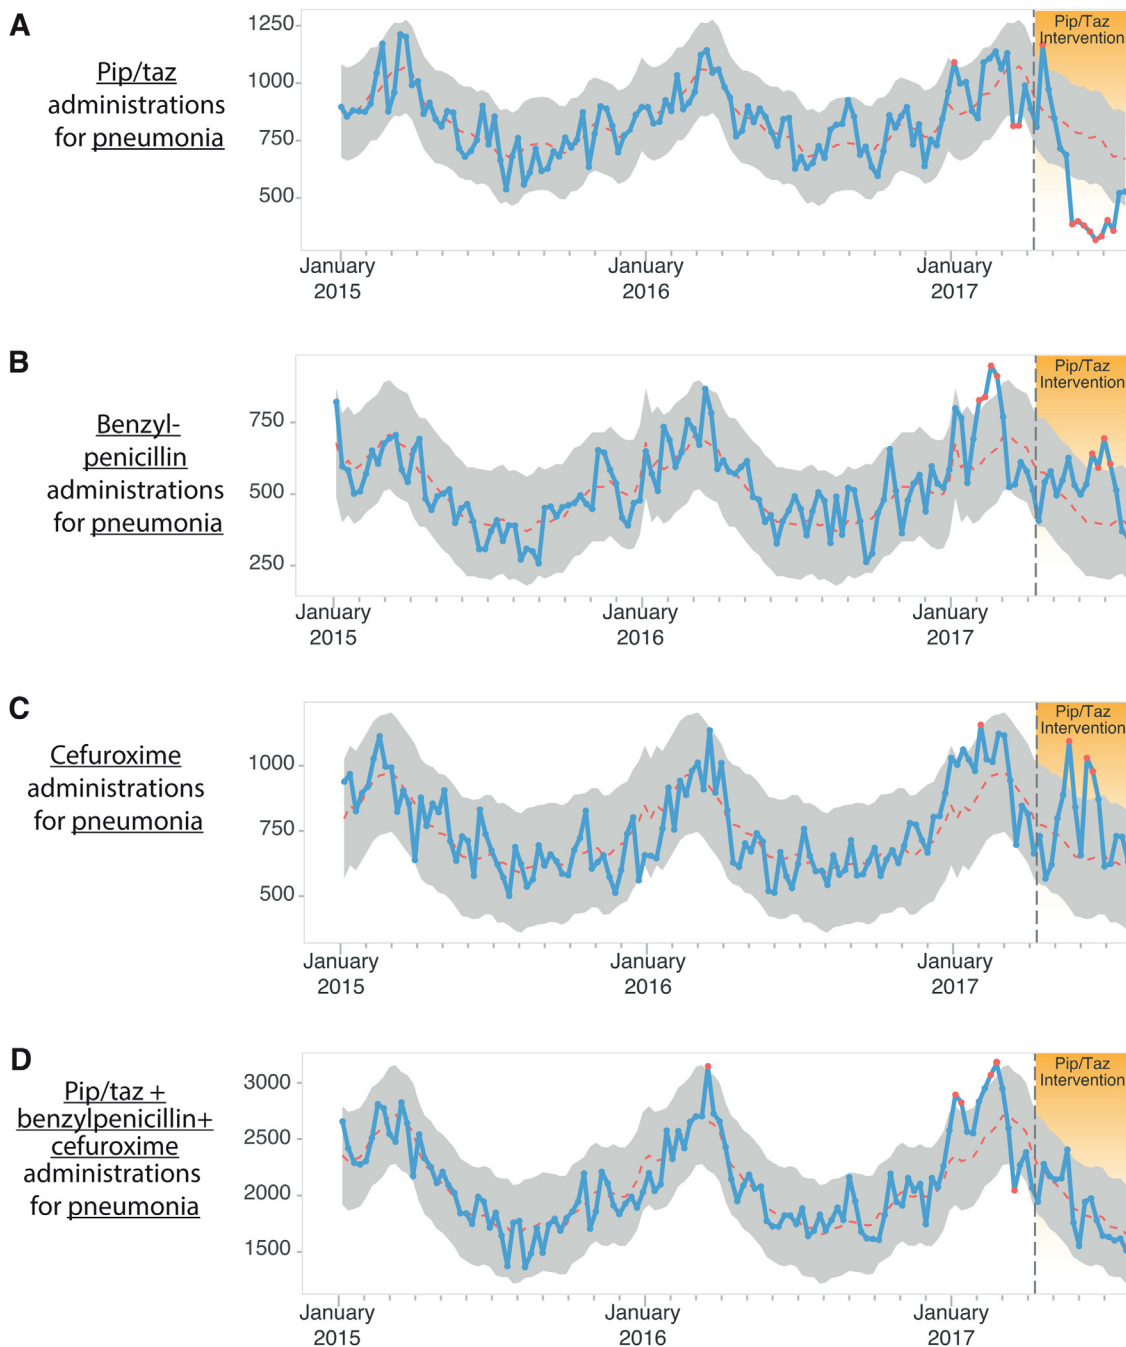 A
Pip/taz
administrations
for pneumonia
1250
1000
750
500
Pip/Taz
Intervention
January
2015
January
2016
January
2017
B
Benzyl-
penicillin
administrations
for pneumonia
750
500
250
Pip/Taz
Intervention
January
2015
January
2016
January
2017
C
Cefuroxime
administrations
for pneumonia
1000
750
500
Pip/Taz
Intervention
January
2015
January
2016
January
2017
D
Pip/taz +
benzylpenicillin+
cefuroxime
administrations
for pneumonia
3000
2500
2000
1500
Pip/Taz
Intervention
January
2015
January
2016
January
2017